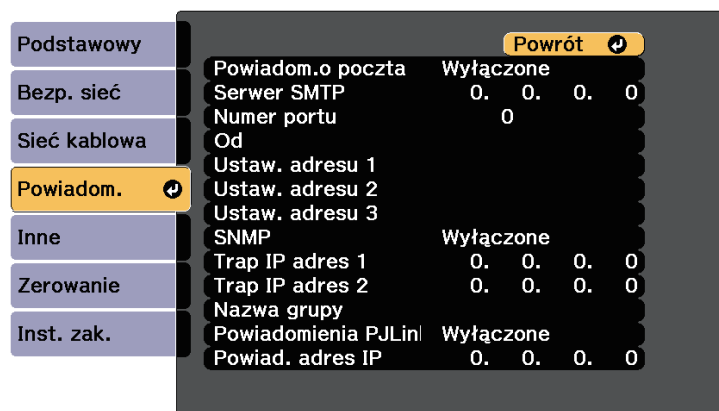 Podstawowy
Bezp. sieć
Sieć kablowa
Powiadom.
Inne
Zerowanie
Inst. zak.
Powrót
Powiadom.o poczta Wyłączone
Serwer SMTP 0. 0. 0. 0
Numer portu 0
Od
Ustaw. adresu 1
Ustaw. adresu 2
Ustaw. adresu 3
SNMP Wyłączone
Trap IP adres 1 0. 0. 0. 0
Trap IP adres 2 0. 0. 0. 0
Nazwa grupy
Powiadomienia PJLinl Wyłączone
Powiad. adres IP 0. 0. 0. 0